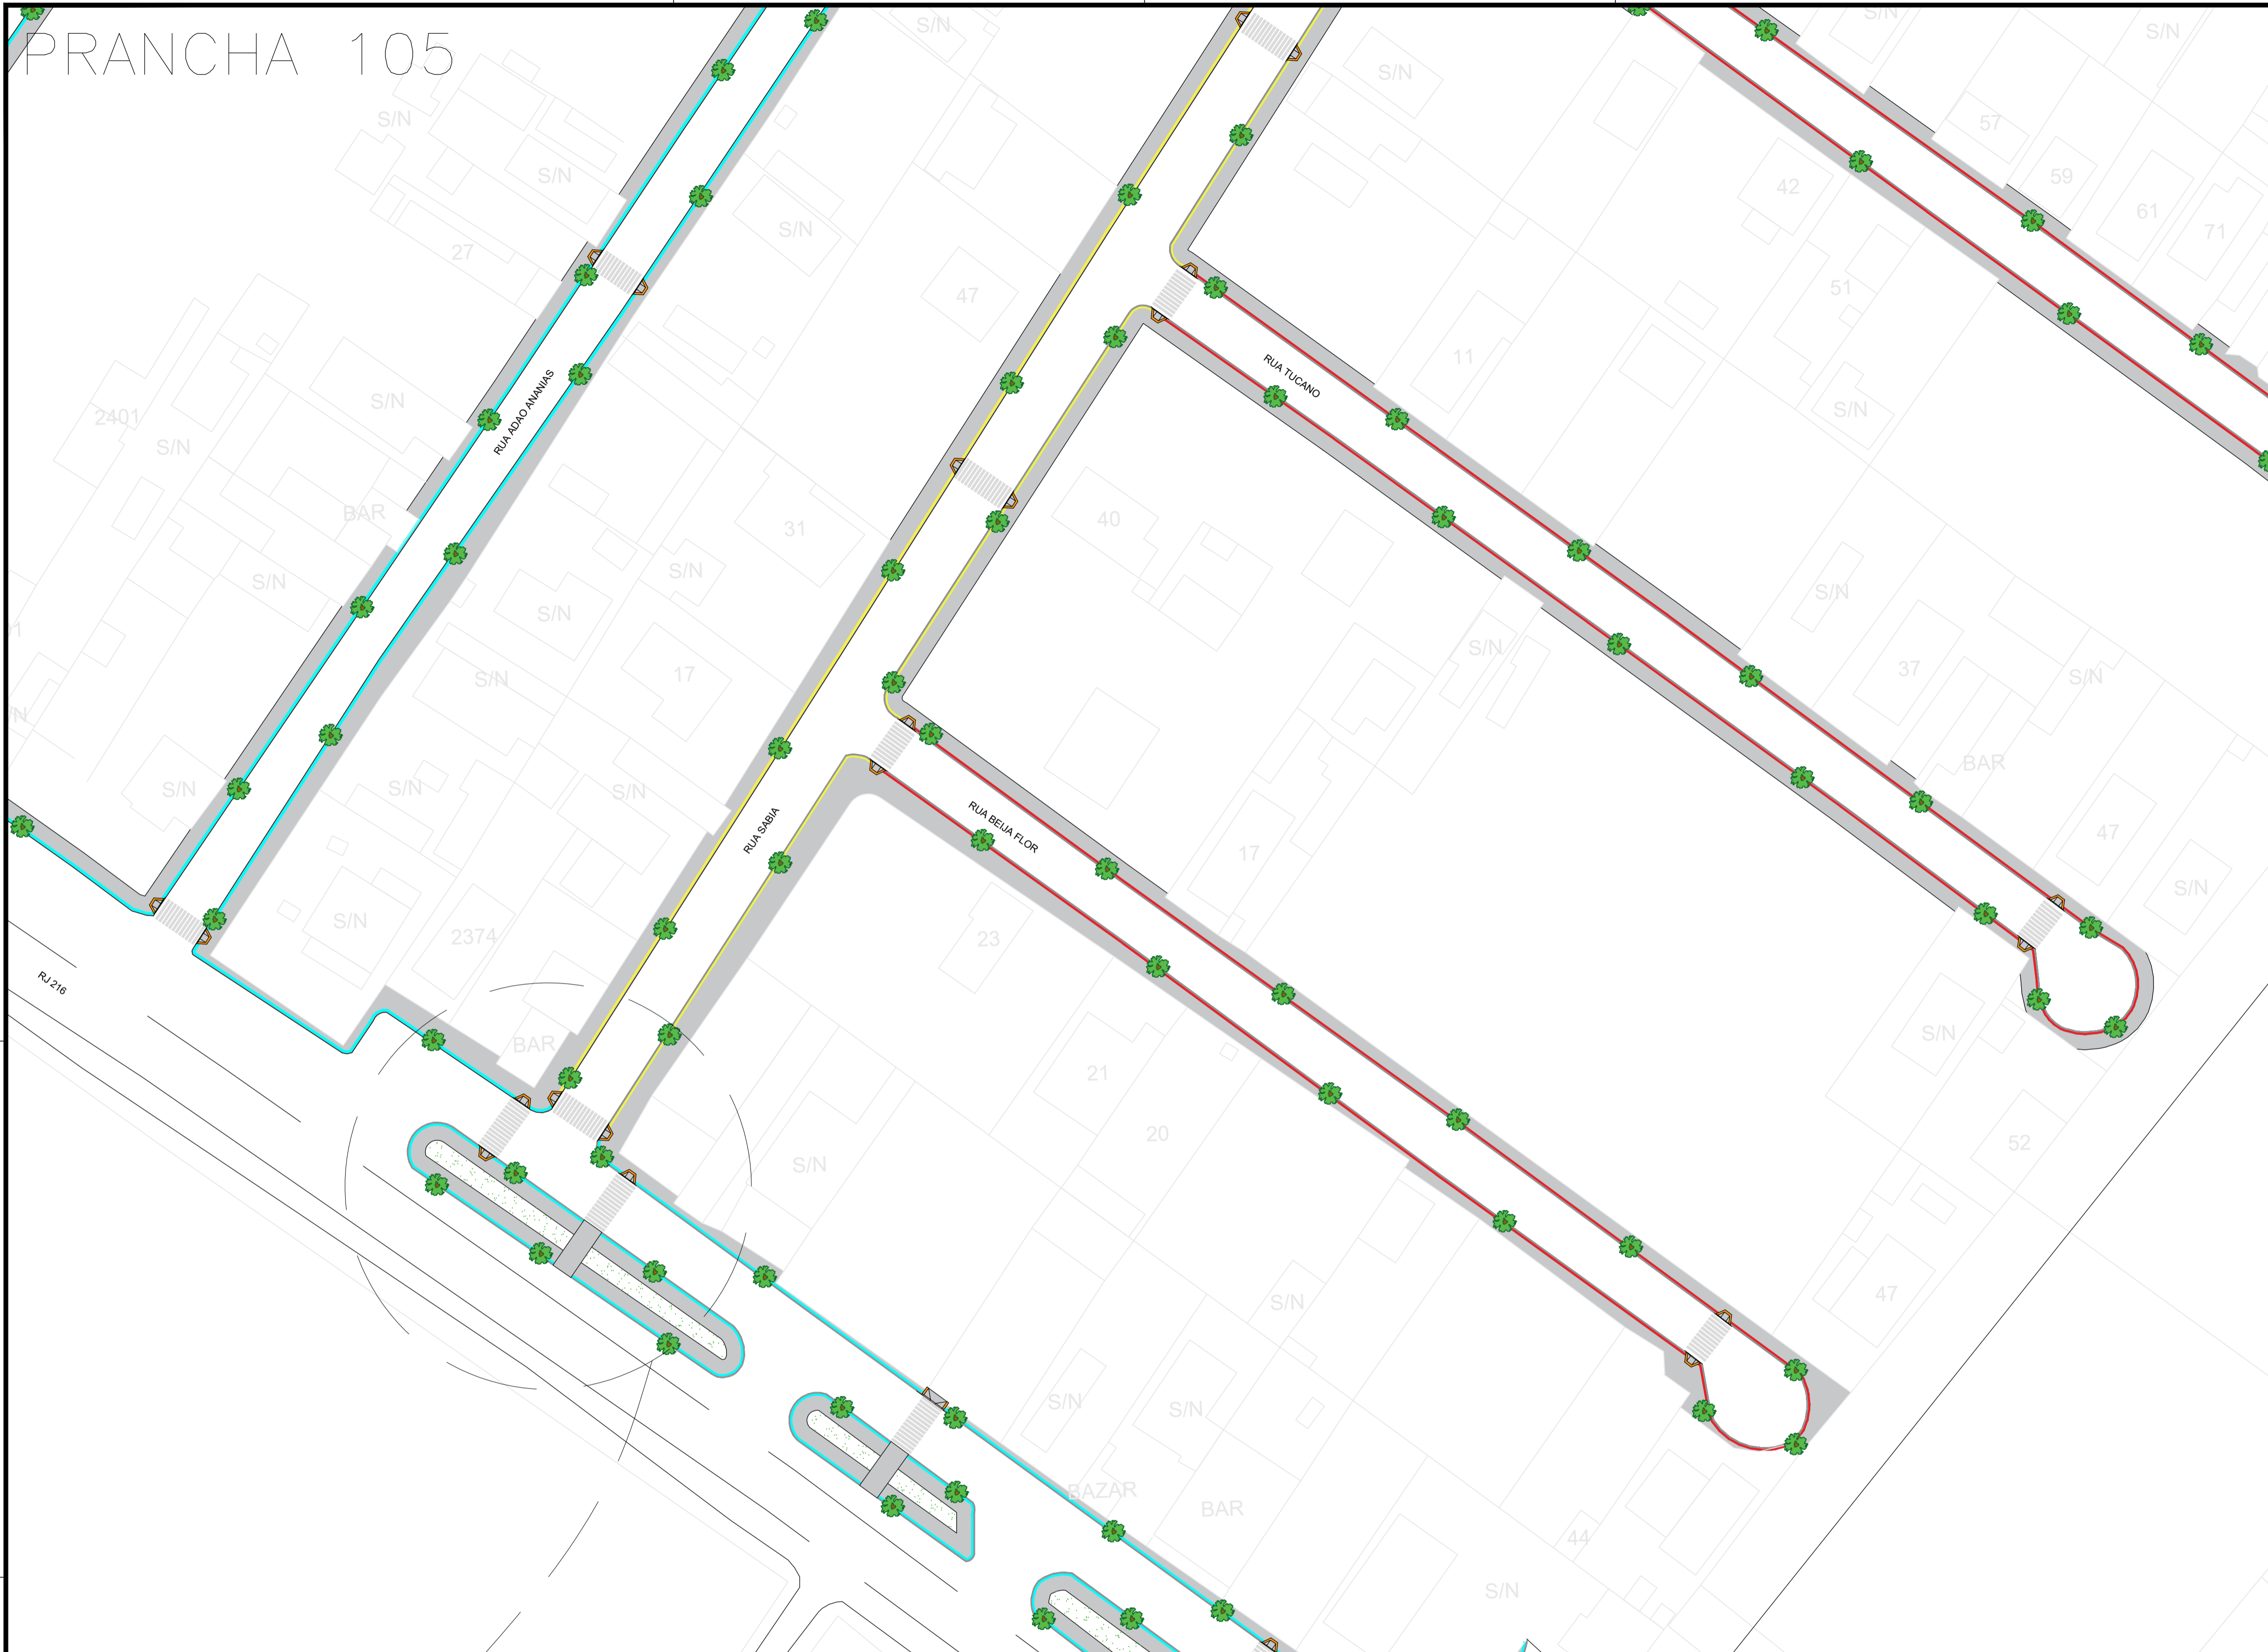 PRANCHA 105
S/N
S/N
S/N
S/N
S/N
57
S/N
59
42
61
71
S/N
S/N
27
47
51
11
S/N
S/N
2401
S/N
RUA ADAO ANANIAS
RUA TUCANO
BAR
40
31
S/N
S/N
S/N
S/N
S/N
37
S/N
17
S/N
BAR
S/N
S/N
S/N
RUA SABIA
RUA BEIJA FLOR
47
17
S/N
S/N
2374
23
RJ 216
BAR
S/N
21
20
52
S/N
47
S/N
S/N
S/N
BAZAR
BAR
44
S/N